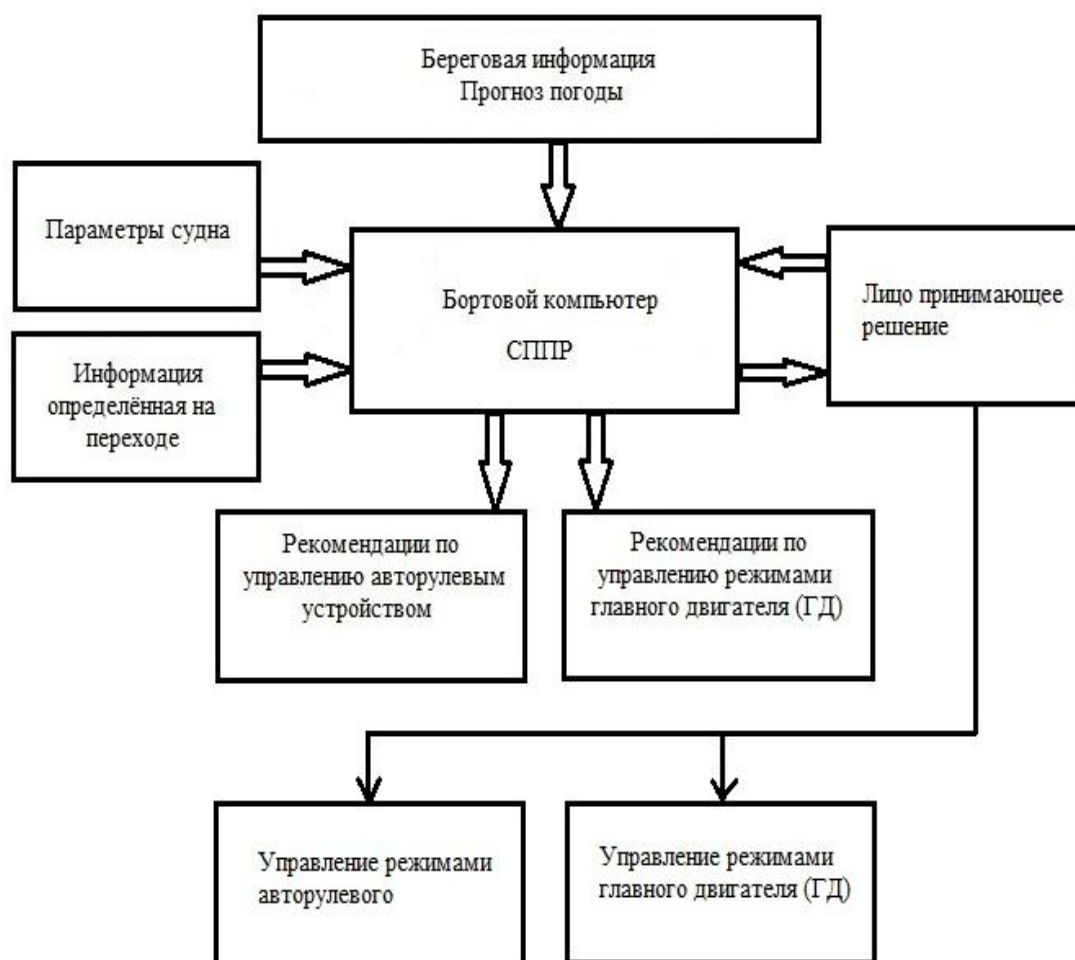 Береговая информация
Прогноз погоды
Параметры судна
Бортовой компьютер
СППР
Лицо принимающее
решение
Информация
определённая на
переходе
Рекомендации по
управлению авторулевым
устройством
Рекомендации по
управлению режимами
главного двигателя (ГД)
Управление режимами
авторулевого
Управление режимами
главного двигателя (ГД)